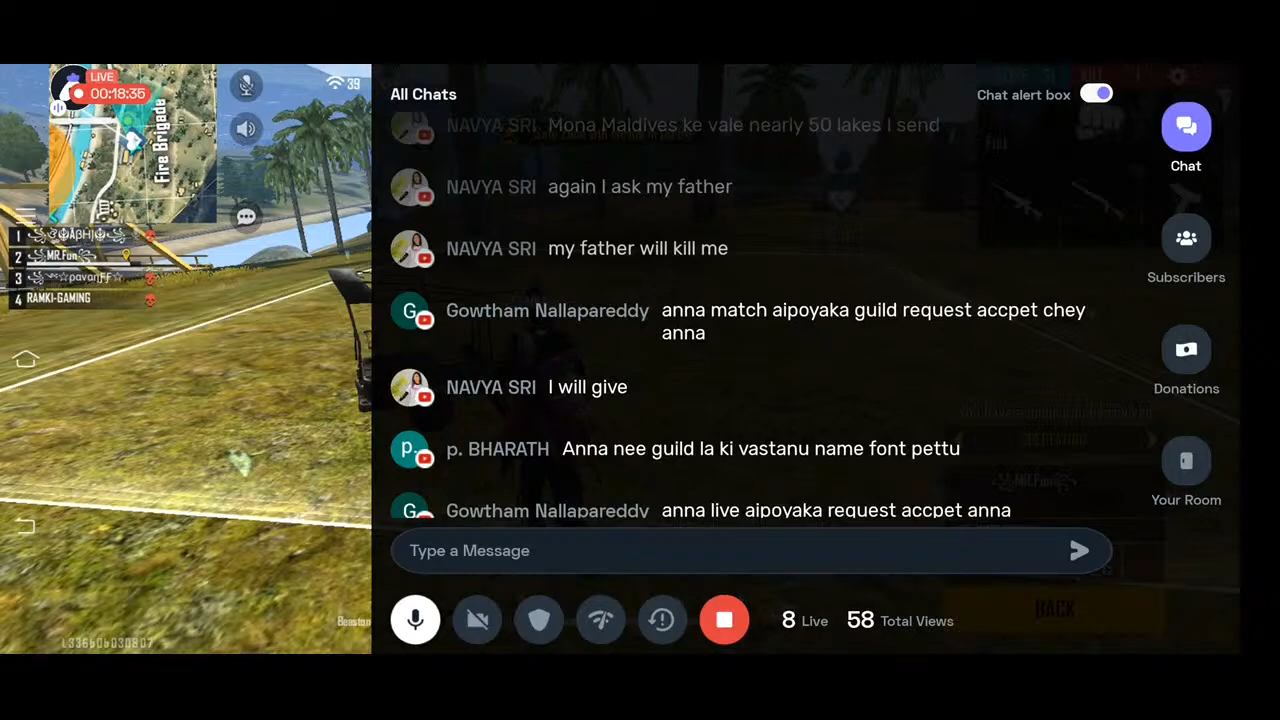 LIVE
00:18:35
39
Fire Brigade
1
2 MR.Fun
3
4 RAMKI-GAMING
All Chats
Chat alert box
NAVYA SRI Mona Maldives ke vale nearly 50 lakes I send
NAVYA SRI again I ask my father
NAVYA SRI my father will kill me
G Gowtham Nallapareddy anna match aipoyaka guild request accpet chey
anna
NAVYA SRI I will give
p. p. BHARATH Anna nee guild la ki vastanu name font pettu
G Gowtham Nallapareddy anna live aipoyaka request accpet anna
Type a Message
8 Live 58 Total Views
Chat
Subscribers
Donations
Your Room
BACK